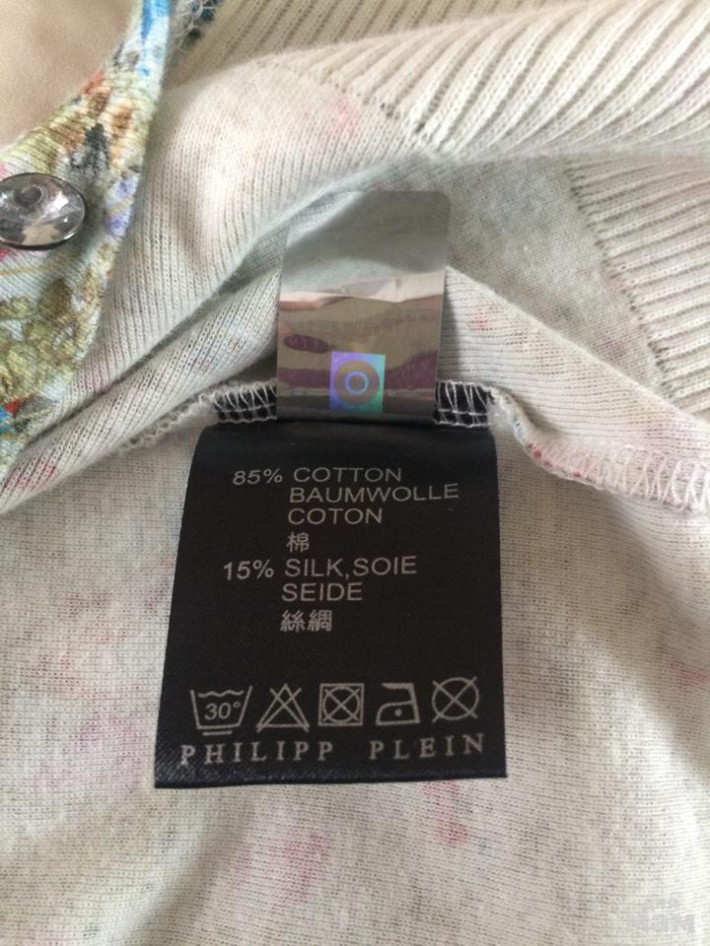 85% COTTON
BAUMWOLLE
COTON
棉
15% SILK,SOIE
SEIDE
絲綢
30°
PHILIPP PLEIN